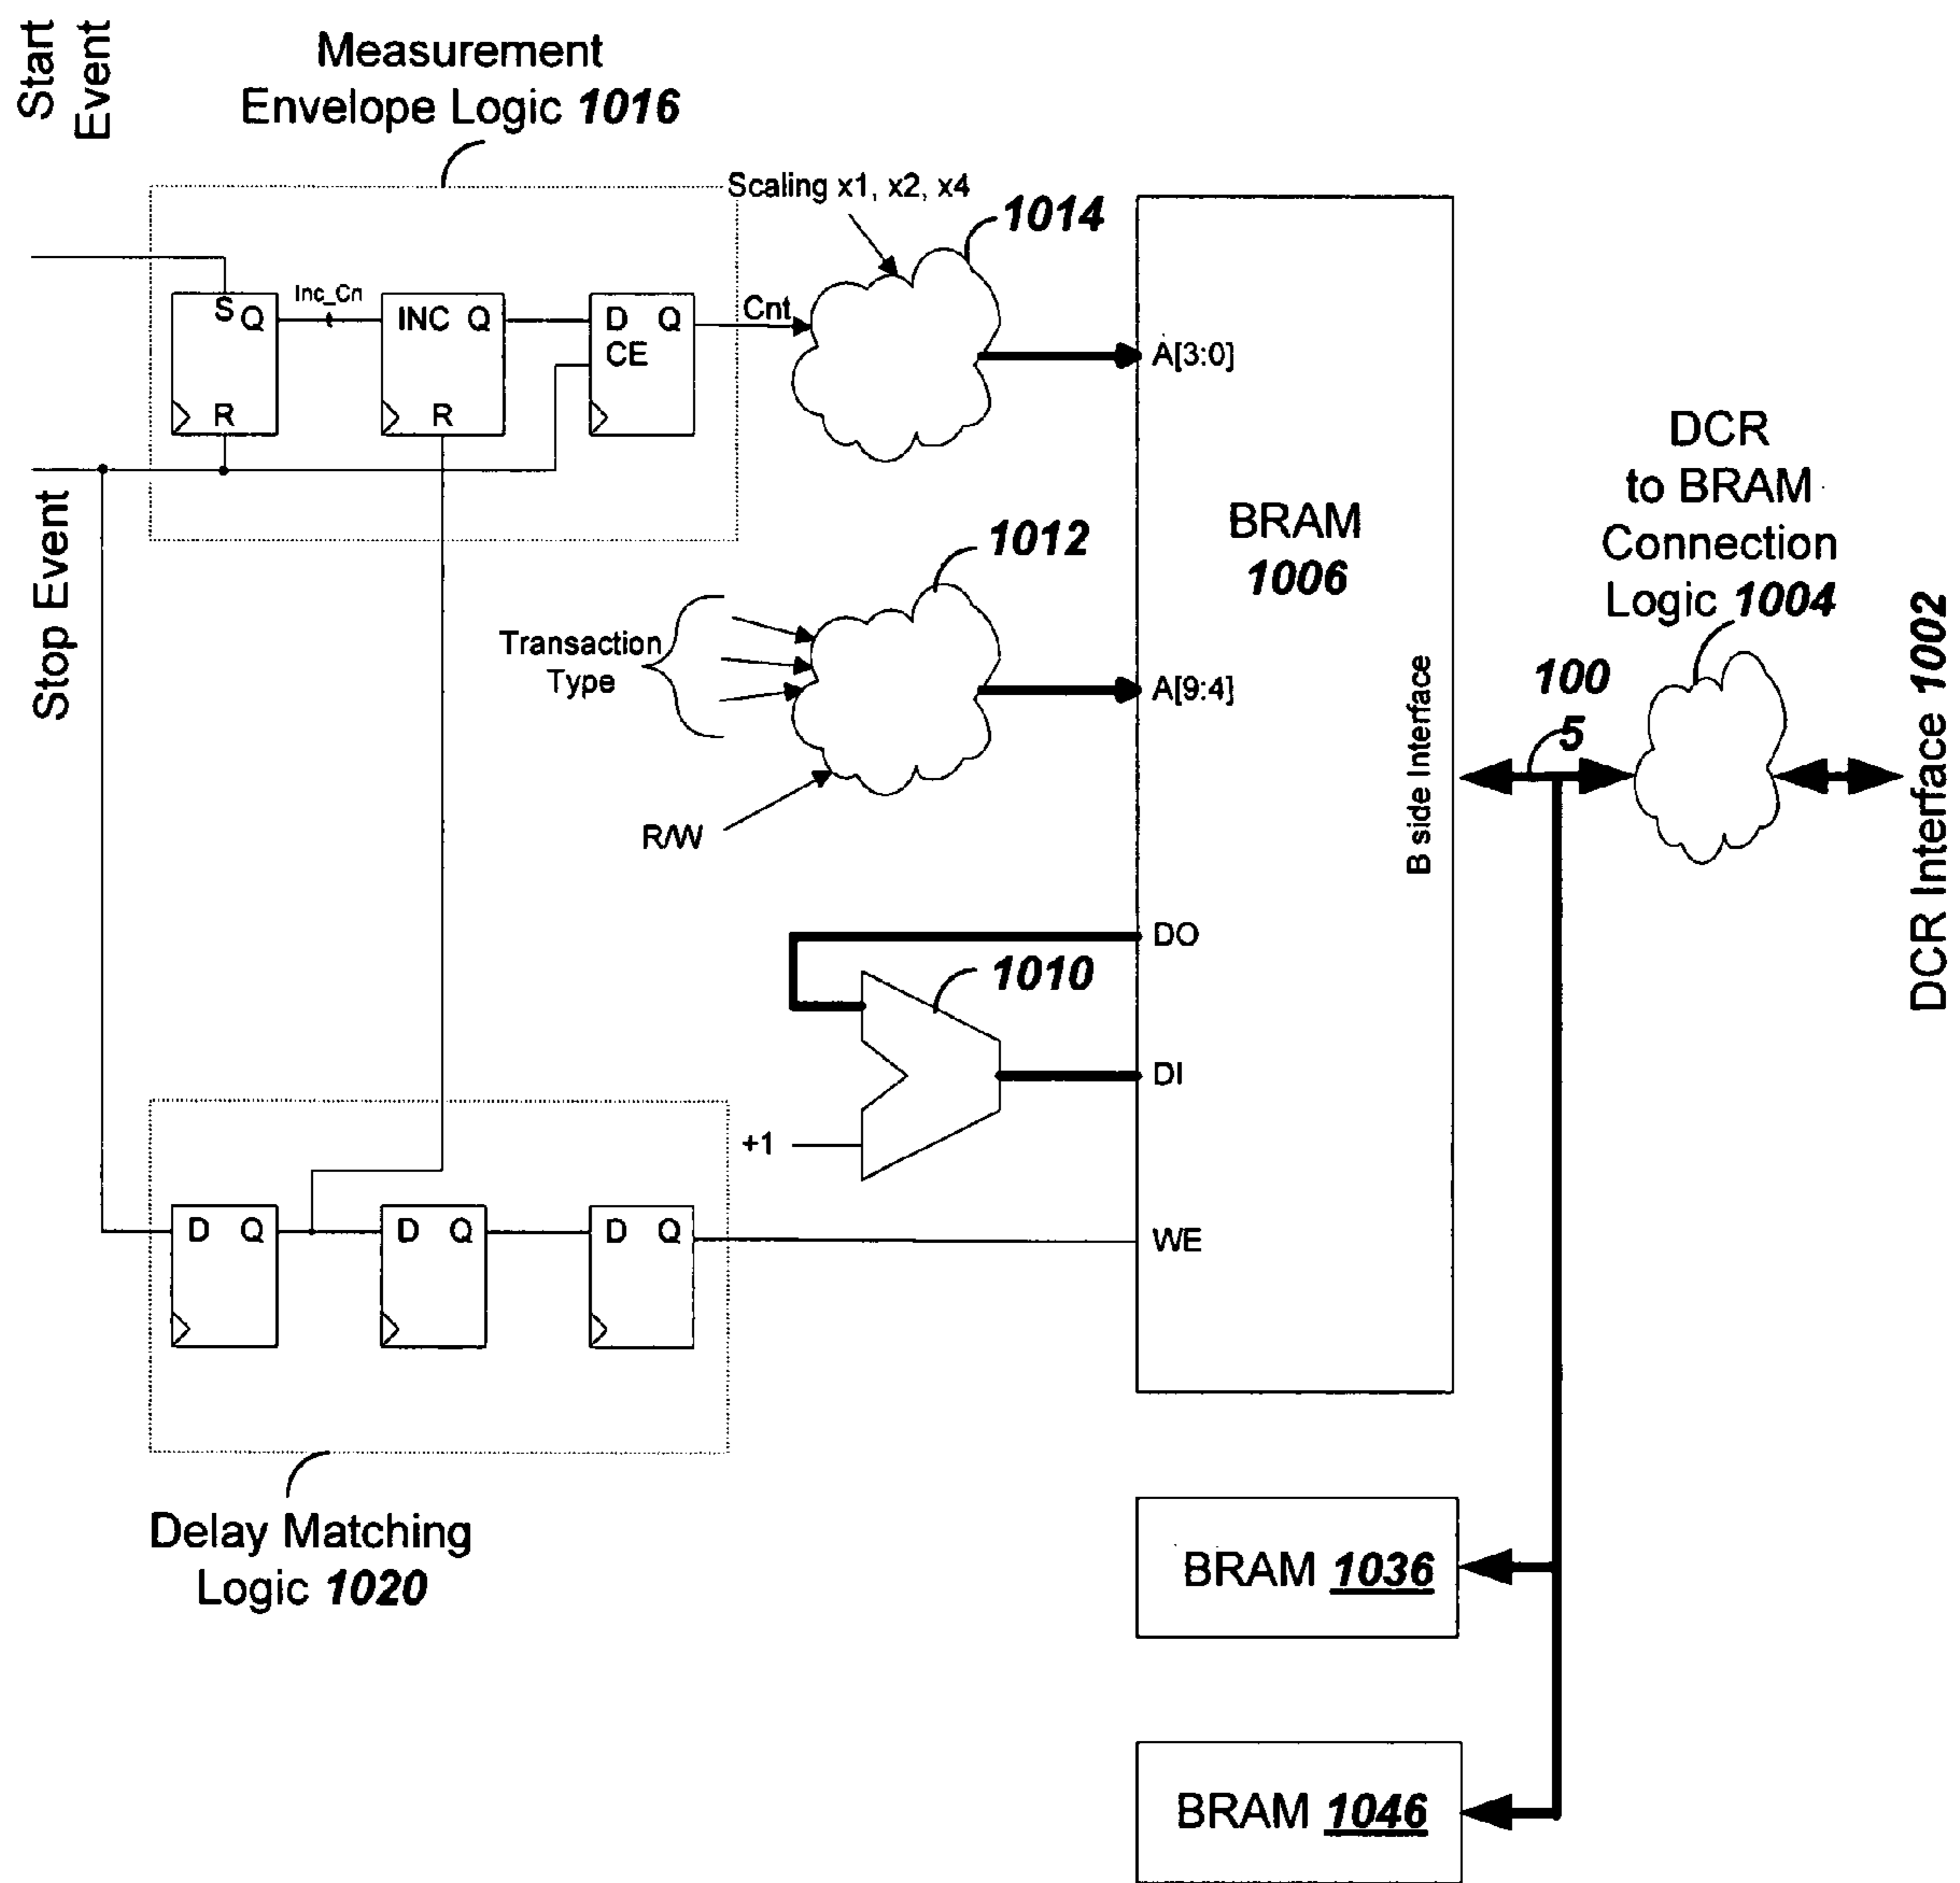 Start
Event
Measurement
Envelope Logic 1016
Scaling x1, x2, x4
1014
S
Q
Inc_Cn
INC Q
D Q
CE
Cnt
R
R
A[3:0]
Stop Event
BRAM
1006
1012
Transaction
Type
A[9:4]
R/W
B side Interface
DCR
to BRAM
Connection
Logic 1004
100
5
DCR Interface 1002
DO
1010
DI
+1
D Q
D Q
D Q
WE
Delay Matching
Logic 1020
BRAM 1036
BRAM 1046